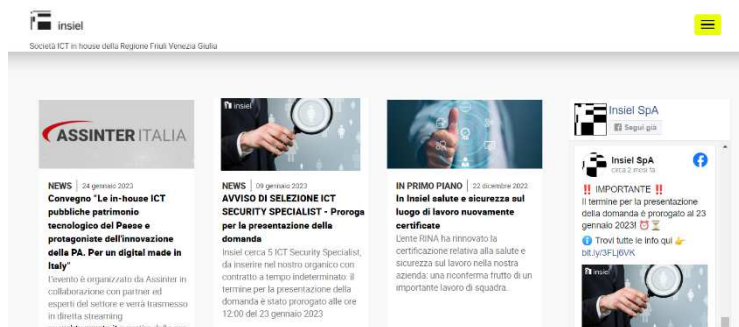 insiel
Società ICT in house della Regione Friuli Venezia Giulia
ASSINTER ITALIA
NEWS | 24 gennaio 2023
Convegno "Le in-house ICT
pubbliche patrimonio
tecnologico del Paese e
protagoniste dell'innovazione
della PA. Per un digital made in
Italy"
L'evento è organizzato da Assinter in
collaborazione con partner ed
esperti del settore e verrà trasmesso
in diretta streaming
insiel
NEWS | 09 gennaio 2023
AVVISO DI SELEZIONE ICT
SECURITY SPECIALIST - Proroga
per la presentazione della
domanda
Insiel cerca 5 ICT Security Specialist,
da inserire nel nostro organico con
contratto a tempo indeterminato: il
termine per la presentazione della
domanda è stato prorogato alle ore
12:00 del 23 gennaio 2023
IN PRIMO PIANO | 22 dicembre 2022
In Insiel salute e sicurezza sul
luogo di lavoro nuovamente
certificate
L'ente RINA ha rinnovato la
certificazione relativa alla salute e
sicurezza sul lavoro nella nostra
azienda: una riconferma frutto di un
importante lavoro di squadra.
Insiel SpA
Segui già
Insiel SpA
circa 2 mesi fa
‼️ IMPORTANTE ‼️
Il termine per la presentazione
della domanda è prorogato al 23
gennaio 2023! ⏰ ⏳
ℹ️ Trovi tutte le info qui 👉
bit.ly/3FLj6VK
insiel